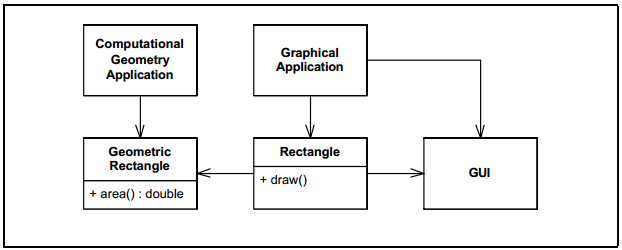 Computational
Geometry
Application
Graphical
Application
Geometric
Rectangle
+ area() : double
Rectangle
+ draw()
GUI